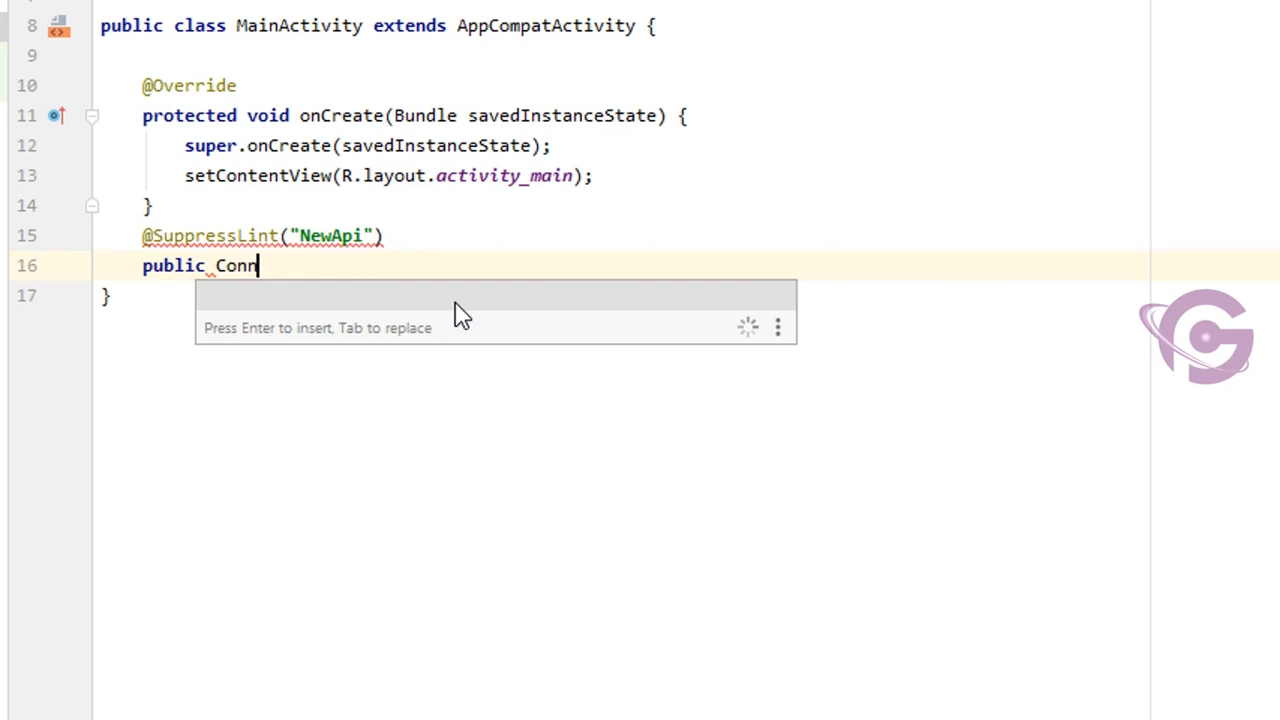 8 public class MainActivity extends AppCompatActivity {
9
10 @Override
11 protected void onCreate(Bundle savedInstanceState) {
12 super.onCreate(savedInstanceState);
13 setContentView(R.layout.activity_main);
14 }
15 @SuppressLint("NewApi")
16 public Conn
17 }
Press Enter to insert, Tab to replace